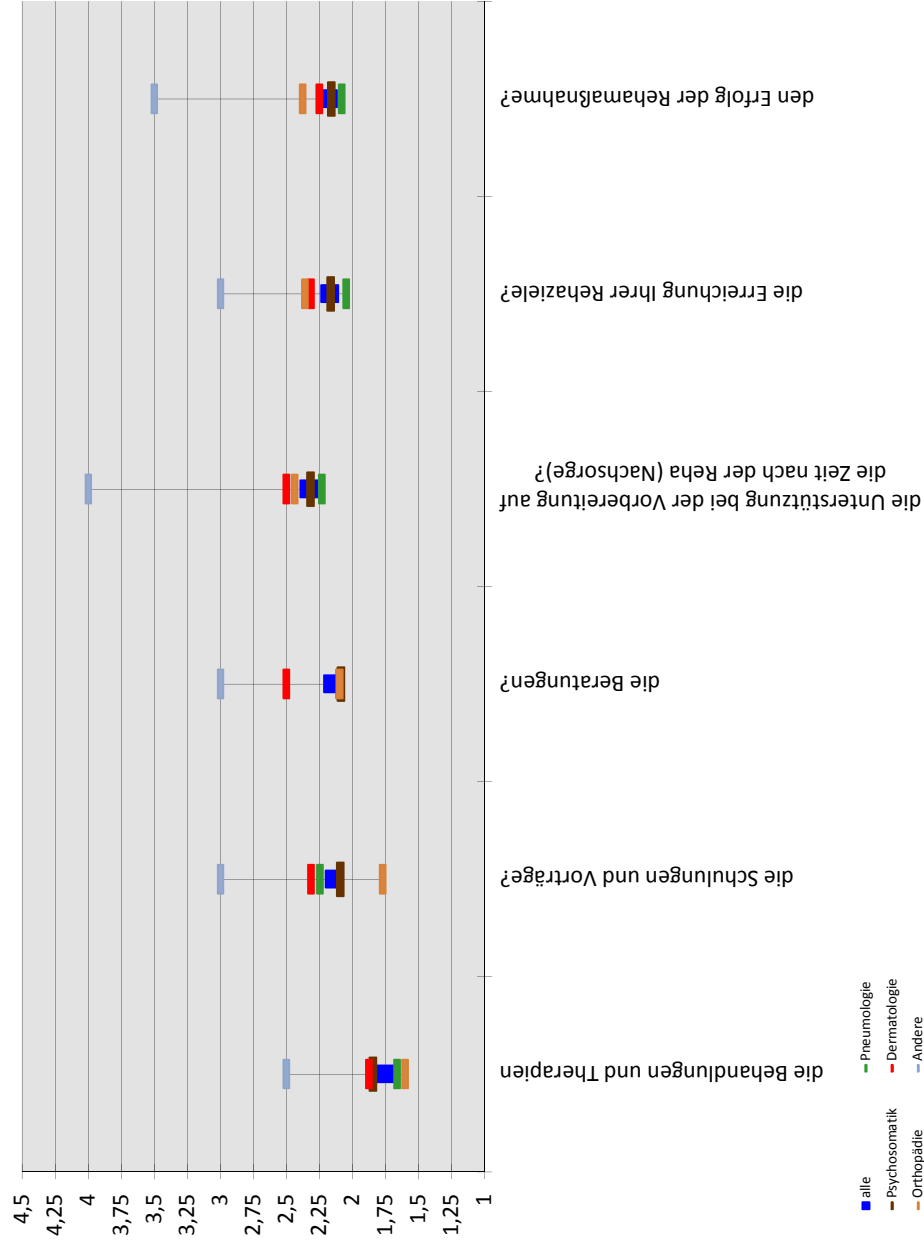 4,5
4,25
4
3,75
3,5
3,25
3
2,75
2,5
2,25
2
1,75
1,5
1,25
1
die Behandlungen und Therapien
die Schulungen und Vorträge?
die Beratungen?
die Unterstützung bei der Vorbereitung auf
die Zeit nach der Reha (Nachsorge)?
die Erreichung Ihrer Rehaziele?
den Erfolg der Rehamaßnahme?
alle
Pneumologie
Psychosomatik
Dermatologie
Orthopädie
Andere